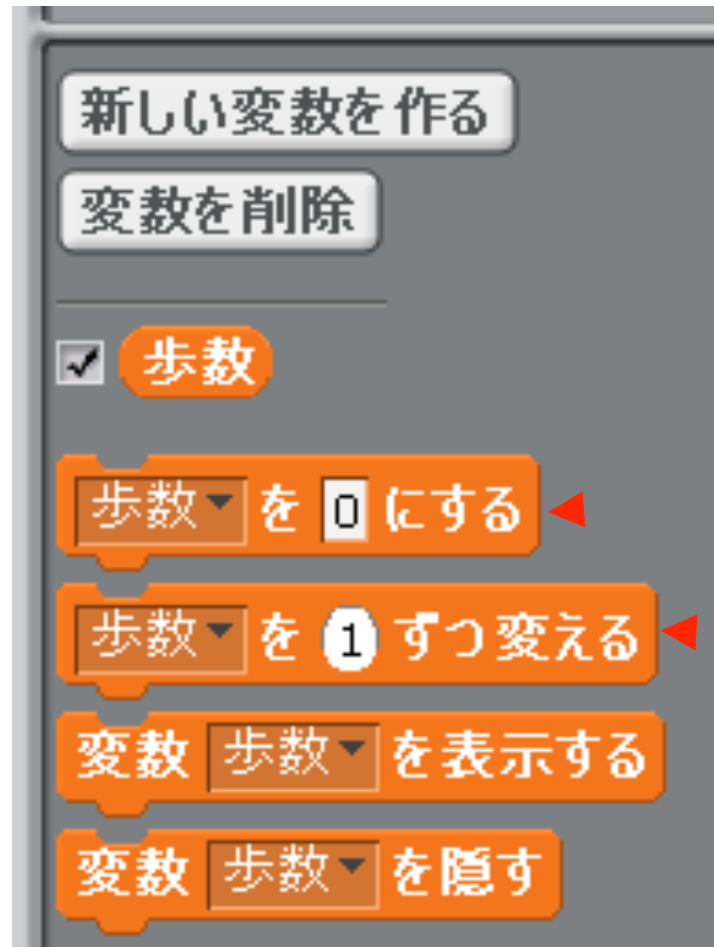 新しい変数を作る
変数を削除
歩数
歩数 を 0 にする
歩数 を 1 ずつ変える
変数 歩数 を表示する
変数 歩数 を隠す